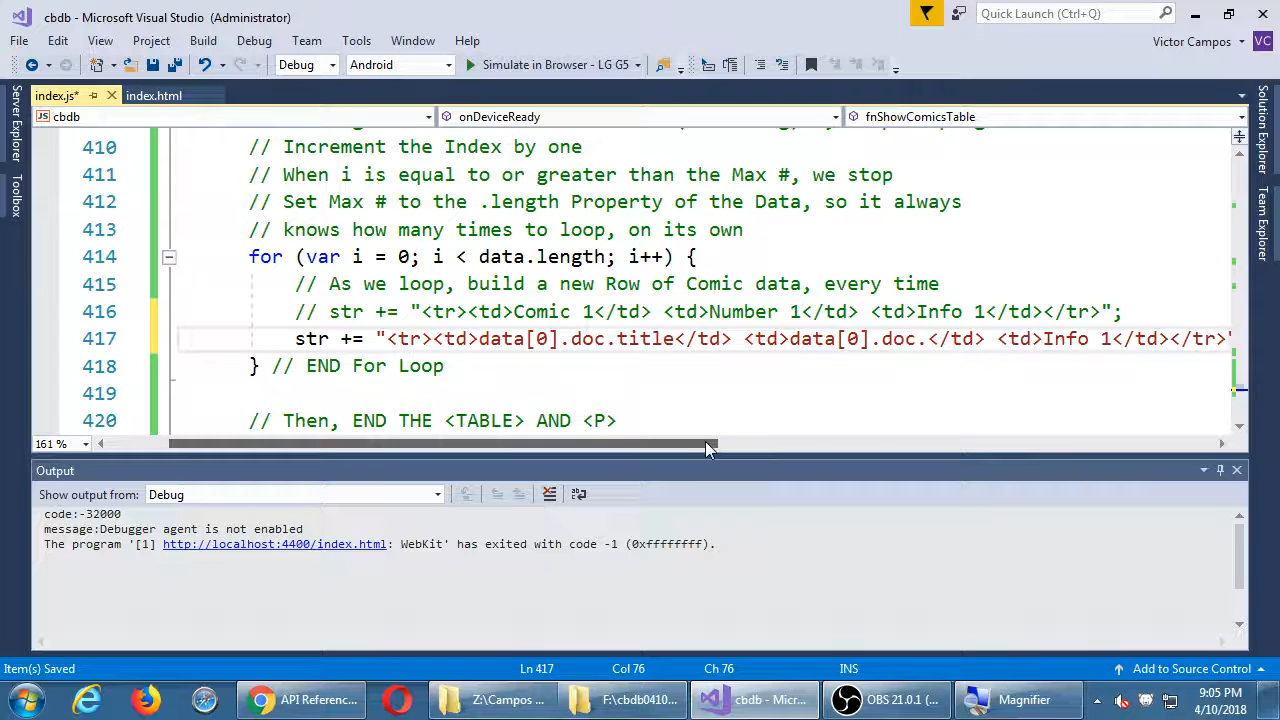 cbdb - Microsoft Visual Studio (Administrator)
Quick Launch (Ctrl+Q)
File Edit View Project Build Debug Team Tools Window Help
Victor Campos VC
Debug Android Simulate in Browser - LG G5
index.js* index.html
cbdb onDeviceReady fnShowComicsTable
Server Explorer
Toolbox
Solution Explorer
Team Explorer
410 // Increment the Index by one
411 // When i is equal to or greater than the Max #, we stop
412 // Set Max # to the .length Property of the Data, so it always
413 // knows how many times to loop, on its own
414 for (var i = 0; i < data.length; i++) {
415 // As we loop, build a new Row of Comic data, every time
416 // str += "<tr><td>Comic 1</td> <td>Number 1</td> <td>Info 1</td></tr>";
417 str += "<tr><td>data[0].doc.title</td> <td>data[0].doc.</td> <td>Info 1</td></tr>"
418 } // END For Loop
419
420 // Then, END THE <TABLE> AND <P>
161 %
Output
Show output from: Debug
code:-32000
message:Debugger agent is not enabled
The program '[1] http://localhost:4400/index.html: WebKit' has exited with code -1 (0xffffffff).
Item(s) Saved Ln 417 Col 76 Ch 76 INS Add to Source Control
API Referenc... Z:\Campos ... F:\cbdb0410... cbdb - Micr... OBS 21.0.1 (... Magnifier
9:05 PM
4/10/2018